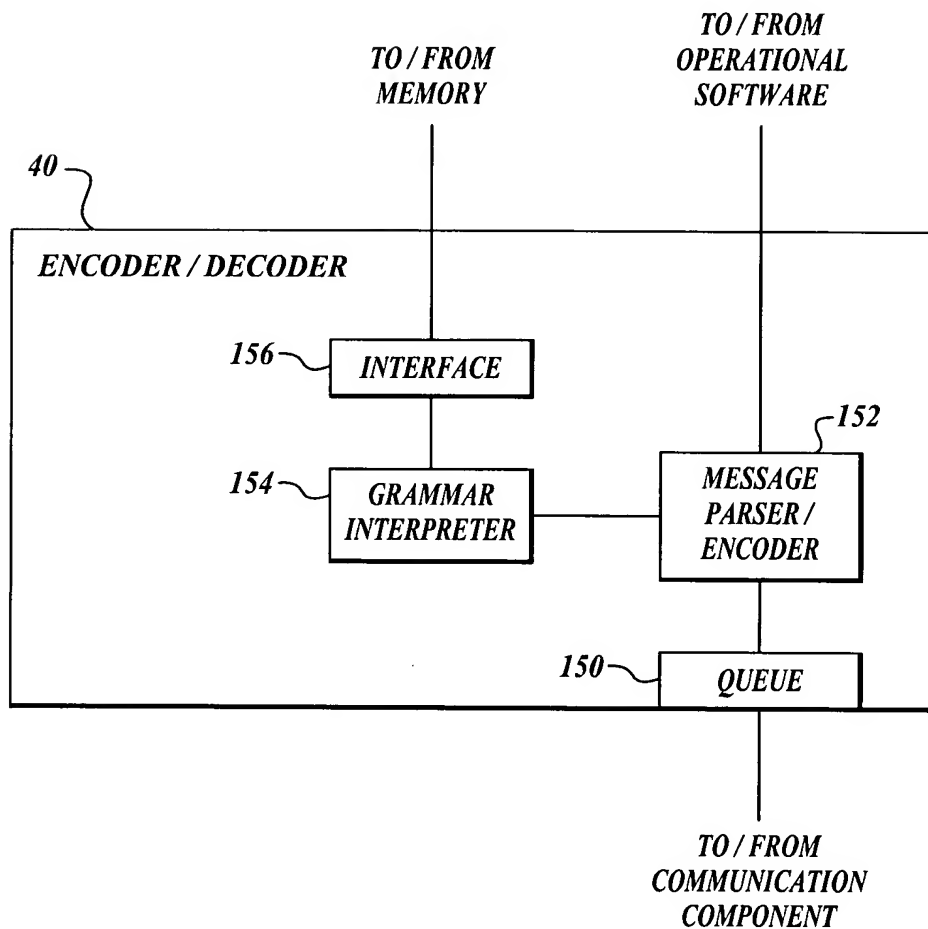 TO / FROM
MEMORY
TO / FROM
OPERATIONAL
SOFTWARE
40
ENCODER / DECODER
156
INTERFACE
152
154
GRAMMAR
INTERPRETER
MESSAGE
PARSER /
ENCODER
150
QUEUE
TO / FROM
COMMUNICATION
COMPONENT